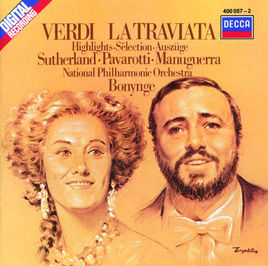 DIGITAL RECORDING
400 057-2
DECCA
VERDI LA TRAVIATA
Highlights·Sélection·Auszüge
Sutherland·Pavarotti·Manuguerra
National Philharmonic Orchestra
Bonynge